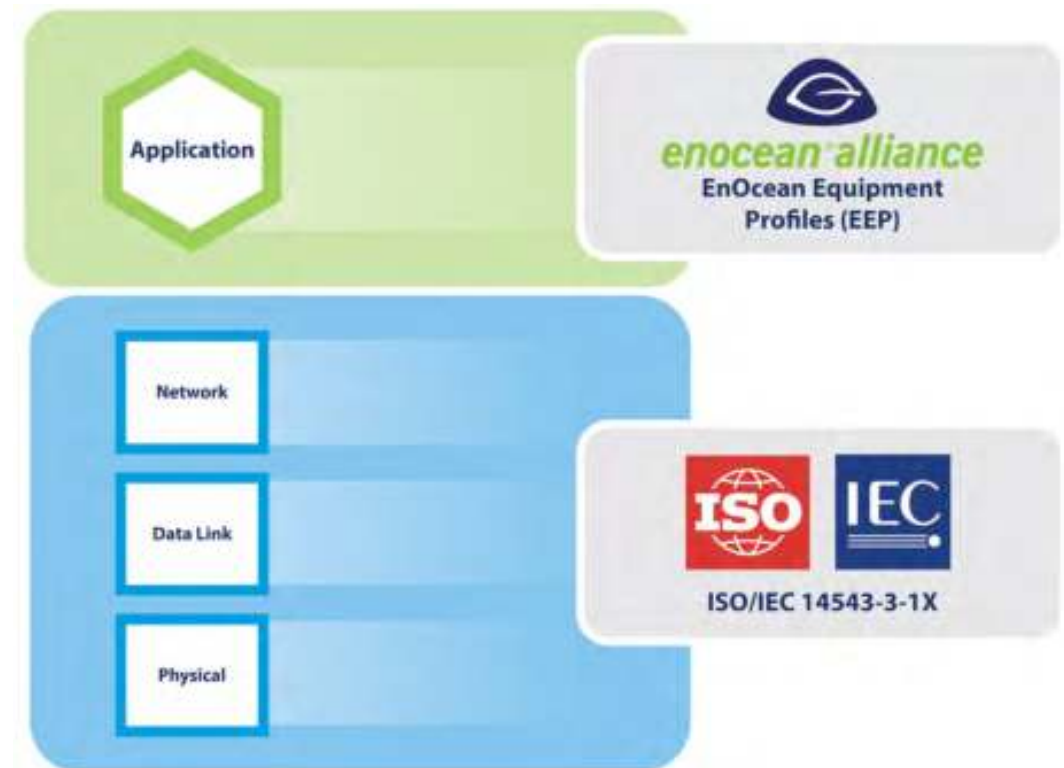 Application
enocean alliance
EnOcean Equipment
Profiles (EEP)
Network
Data Link
Physical
ISO
IEC
ISO/IEC 14543-3-1X